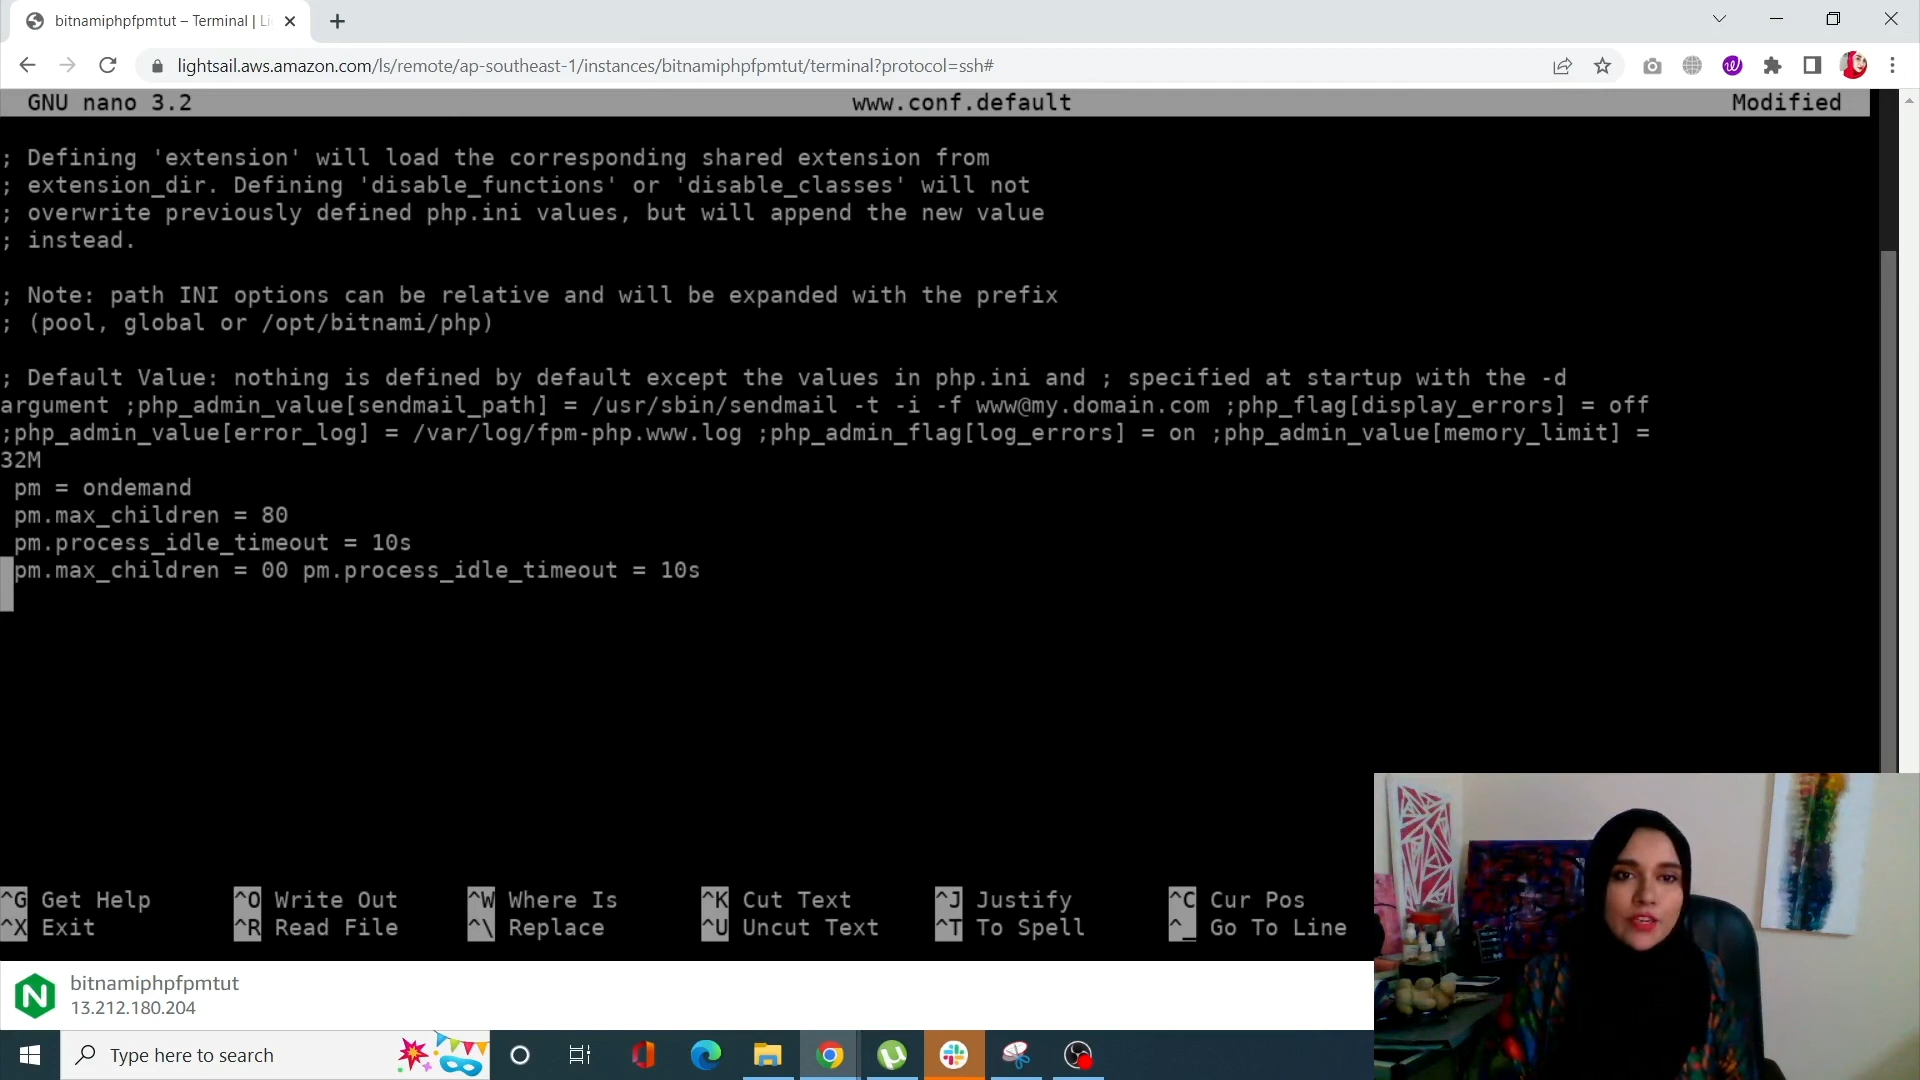 bitnamiphpfpmtut – Terminal | Li
lightsail.aws.amazon.com/ls/remote/ap-southeast-1/instances/bitnamiphpfpmtut/terminal?protocol=ssh#
GNU nano 3.2 www.conf.default Modified
; Defining 'extension' will load the corresponding shared extension from
; extension_dir. Defining 'disable_functions' or 'disable_classes' will not
; overwrite previously defined php.ini values, but will append the new value
; instead.
; Note: path INI options can be relative and will be expanded with the prefix
; (pool, global or /opt/bitnami/php)
; Default Value: nothing is defined by default except the values in php.ini and ; specified at startup with the -d
argument ;php_admin_value[sendmail_path] = /usr/sbin/sendmail -t -i -f www@my.domain.com ;php_flag[display_errors] = off
;php_admin_value[error_log] = /var/log/fpm-php.www.log ;php_admin_flag[log_errors] = on ;php_admin_value[memory_limit] =
32M
pm = ondemand
pm.max_children = 80
pm.process_idle_timeout = 10s
pm.max_children = 00 pm.process_idle_timeout = 10s
^G Get Help ^O Write Out ^W Where Is ^K Cut Text ^J Justify ^C Cur Pos
^X Exit ^R Read File ^\ Replace ^U Uncut Text ^T To Spell ^_ Go To Line
bitnamiphpfpmtut
13.212.180.204
Type here to search